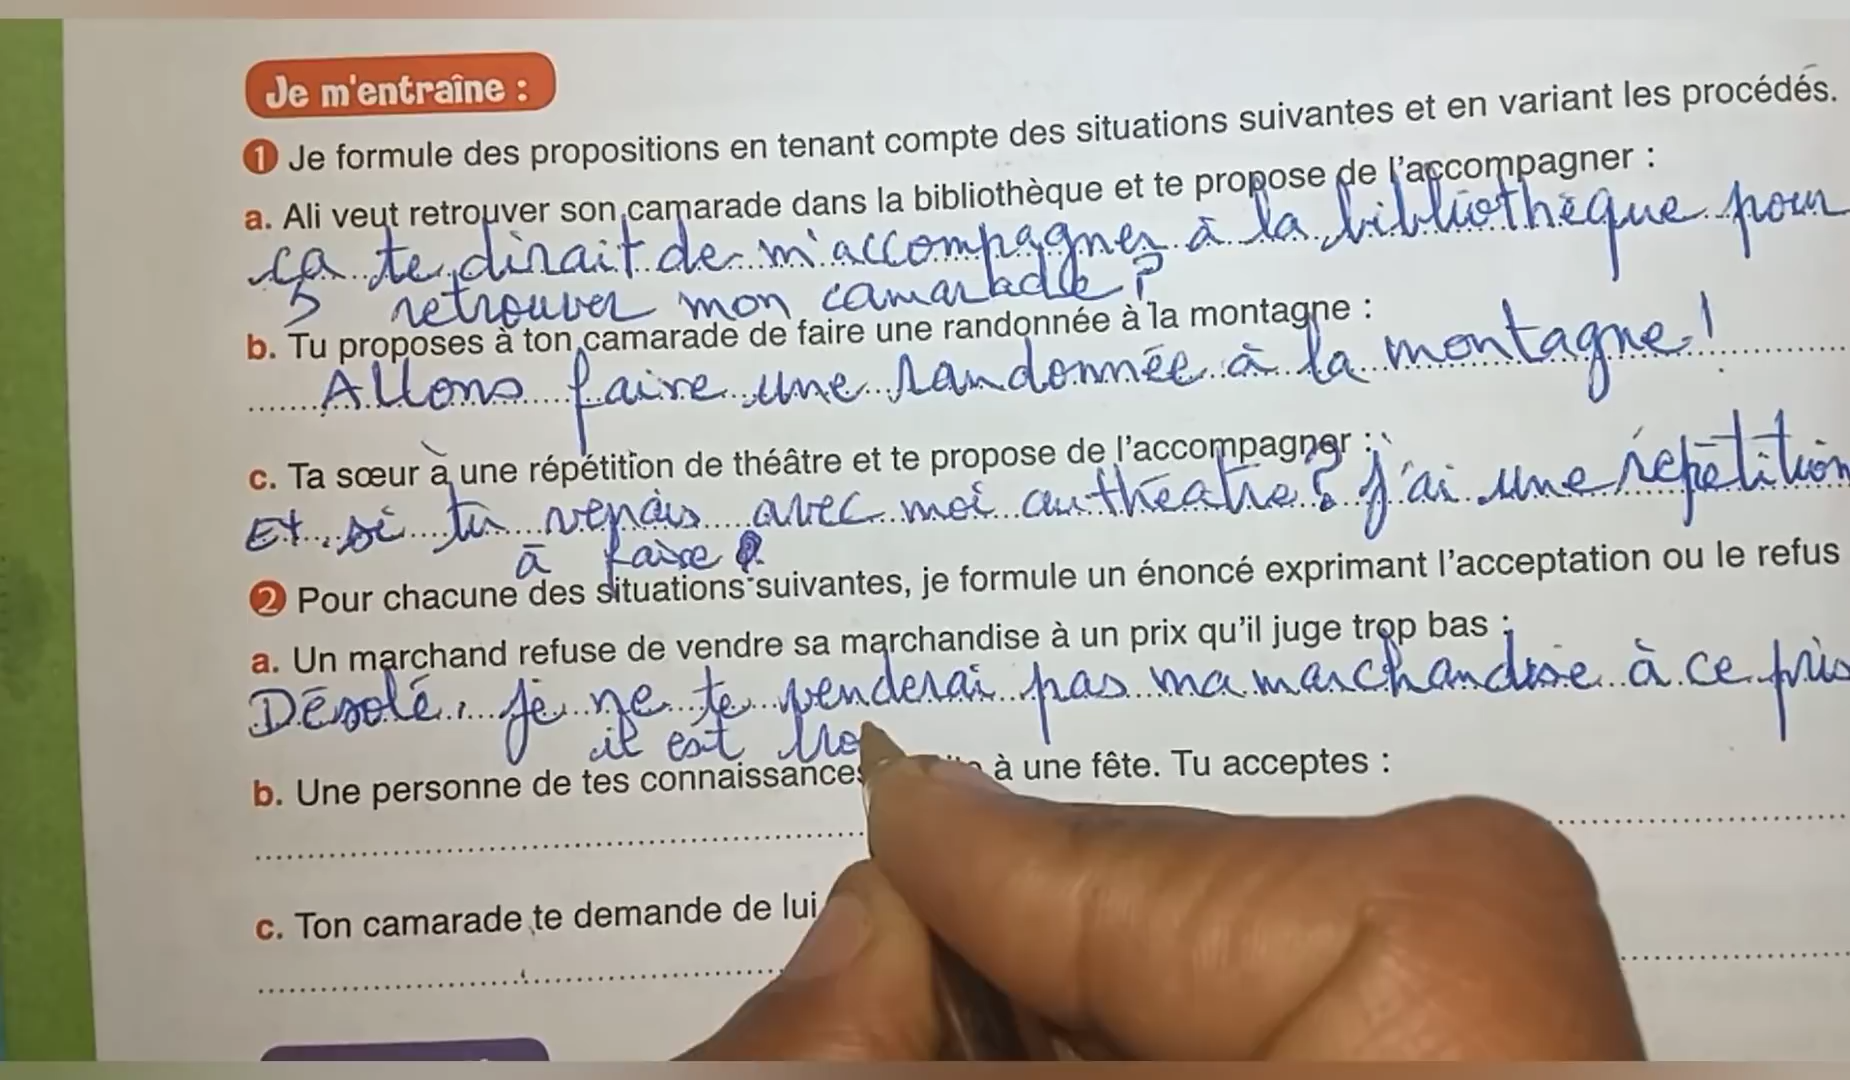 Je m'entraîne :
1 Je formule des propositions en tenant compte des situations suivantes et en variant les procédés.
a. Ali veut retrouver son camarade dans la bibliothèque et te propose de l'accompagner :
ça te dirait de m'accompagner à la bibliothèque pour
retrouver mon camarade ?
b. Tu proposes à ton camarade de faire une randonnée à la montagne :
Allons faire une randonnée à la montagne !
c. Ta sœur à une répétition de théâtre et te propose de l'accompagner :
Et si tu venais avec moi au théatre ? J'ai une répétition
à faire
2 Pour chacune des situations suivantes, je formule un énoncé exprimant l'acceptation ou le refus
a. Un marchand refuse de vendre sa marchandise à un prix qu'il juge trop bas :
Désolé, je ne te venderai pas ma marchandise à ce prix
il est tro
b. Une personne de tes connaissances à une fête. Tu acceptes :
c. Ton camarade te demande de lui